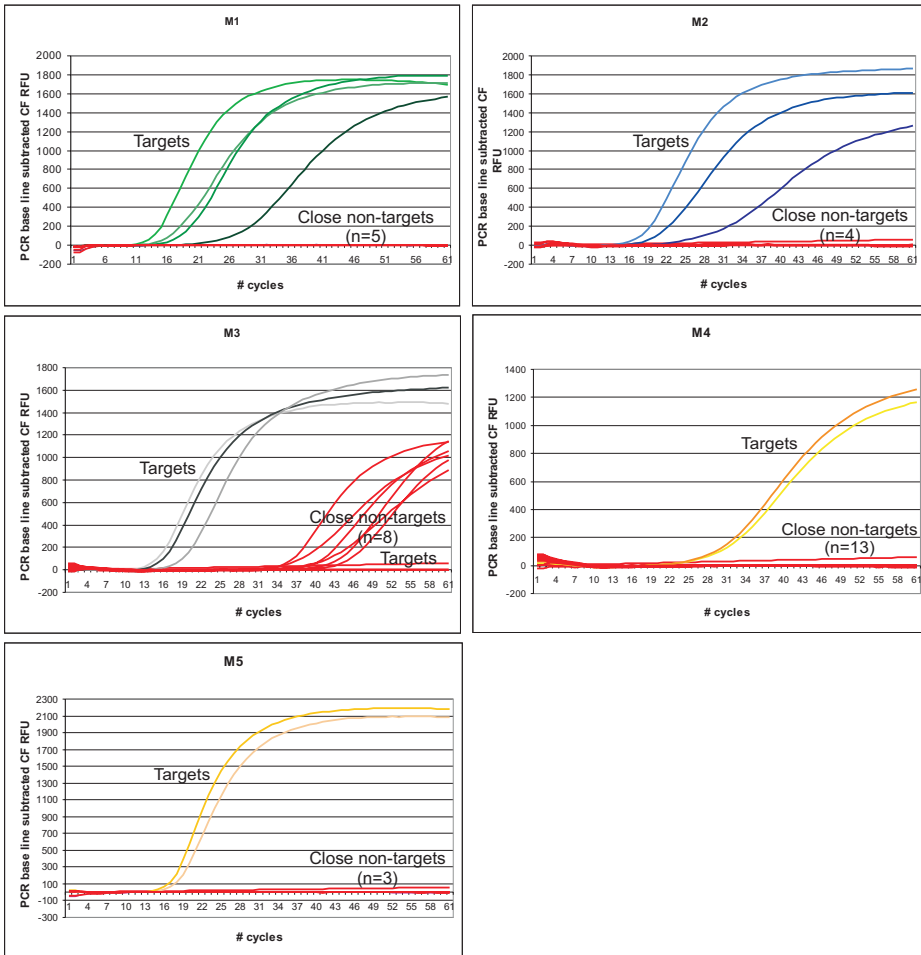 M1
PCR base line subtracted CF RFU
2000
1800
1600
1400
1200
1000
800
600
400
200
0
-200
Targets
Close non-targets
(n=5)
1 6 11 16 21 26 31 36 41 46 51 56 61
# cycles
M2
PCR base line subtracted CF
RFU
2000
1800
1600
1400
1200
1000
800
600
400
200
0
-200
Targets
Close non-targets
(n=4)
1 4 7 10 13 16 19 22 25 28 31 34 37 40 43 46 49 52 55 58 61
# cycles
M3
PCR base line subtracted CF RFU
1800
1600
1400
1200
1000
800
600
400
200
0
-200
Targets
Close non-targets
(n=8)
Targets
1 4 7 10 13 16 19 22 25 28 31 34 37 40 43 46 49 52 55 58 61
# cycles
M4
PCR base line subtracted CF RFU
1400
1200
1000
800
600
400
200
0
-200
Targets
Close non-targets
(n=13)
1 4 7 10 13 16 19 22 25 28 31 34 37 40 43 46 49 52 55 58 61
# cycles
M5
PCR base line subtracted CF RFU
2300
2100
1900
1700
1500
1300
1100
900
700
500
300
100
-100
-300
Targets
Close non-targets
(n=3)
1 4 7 10 13 16 19 22 25 28 31 34 37 40 43 46 49 52 55 58 61
# cycles